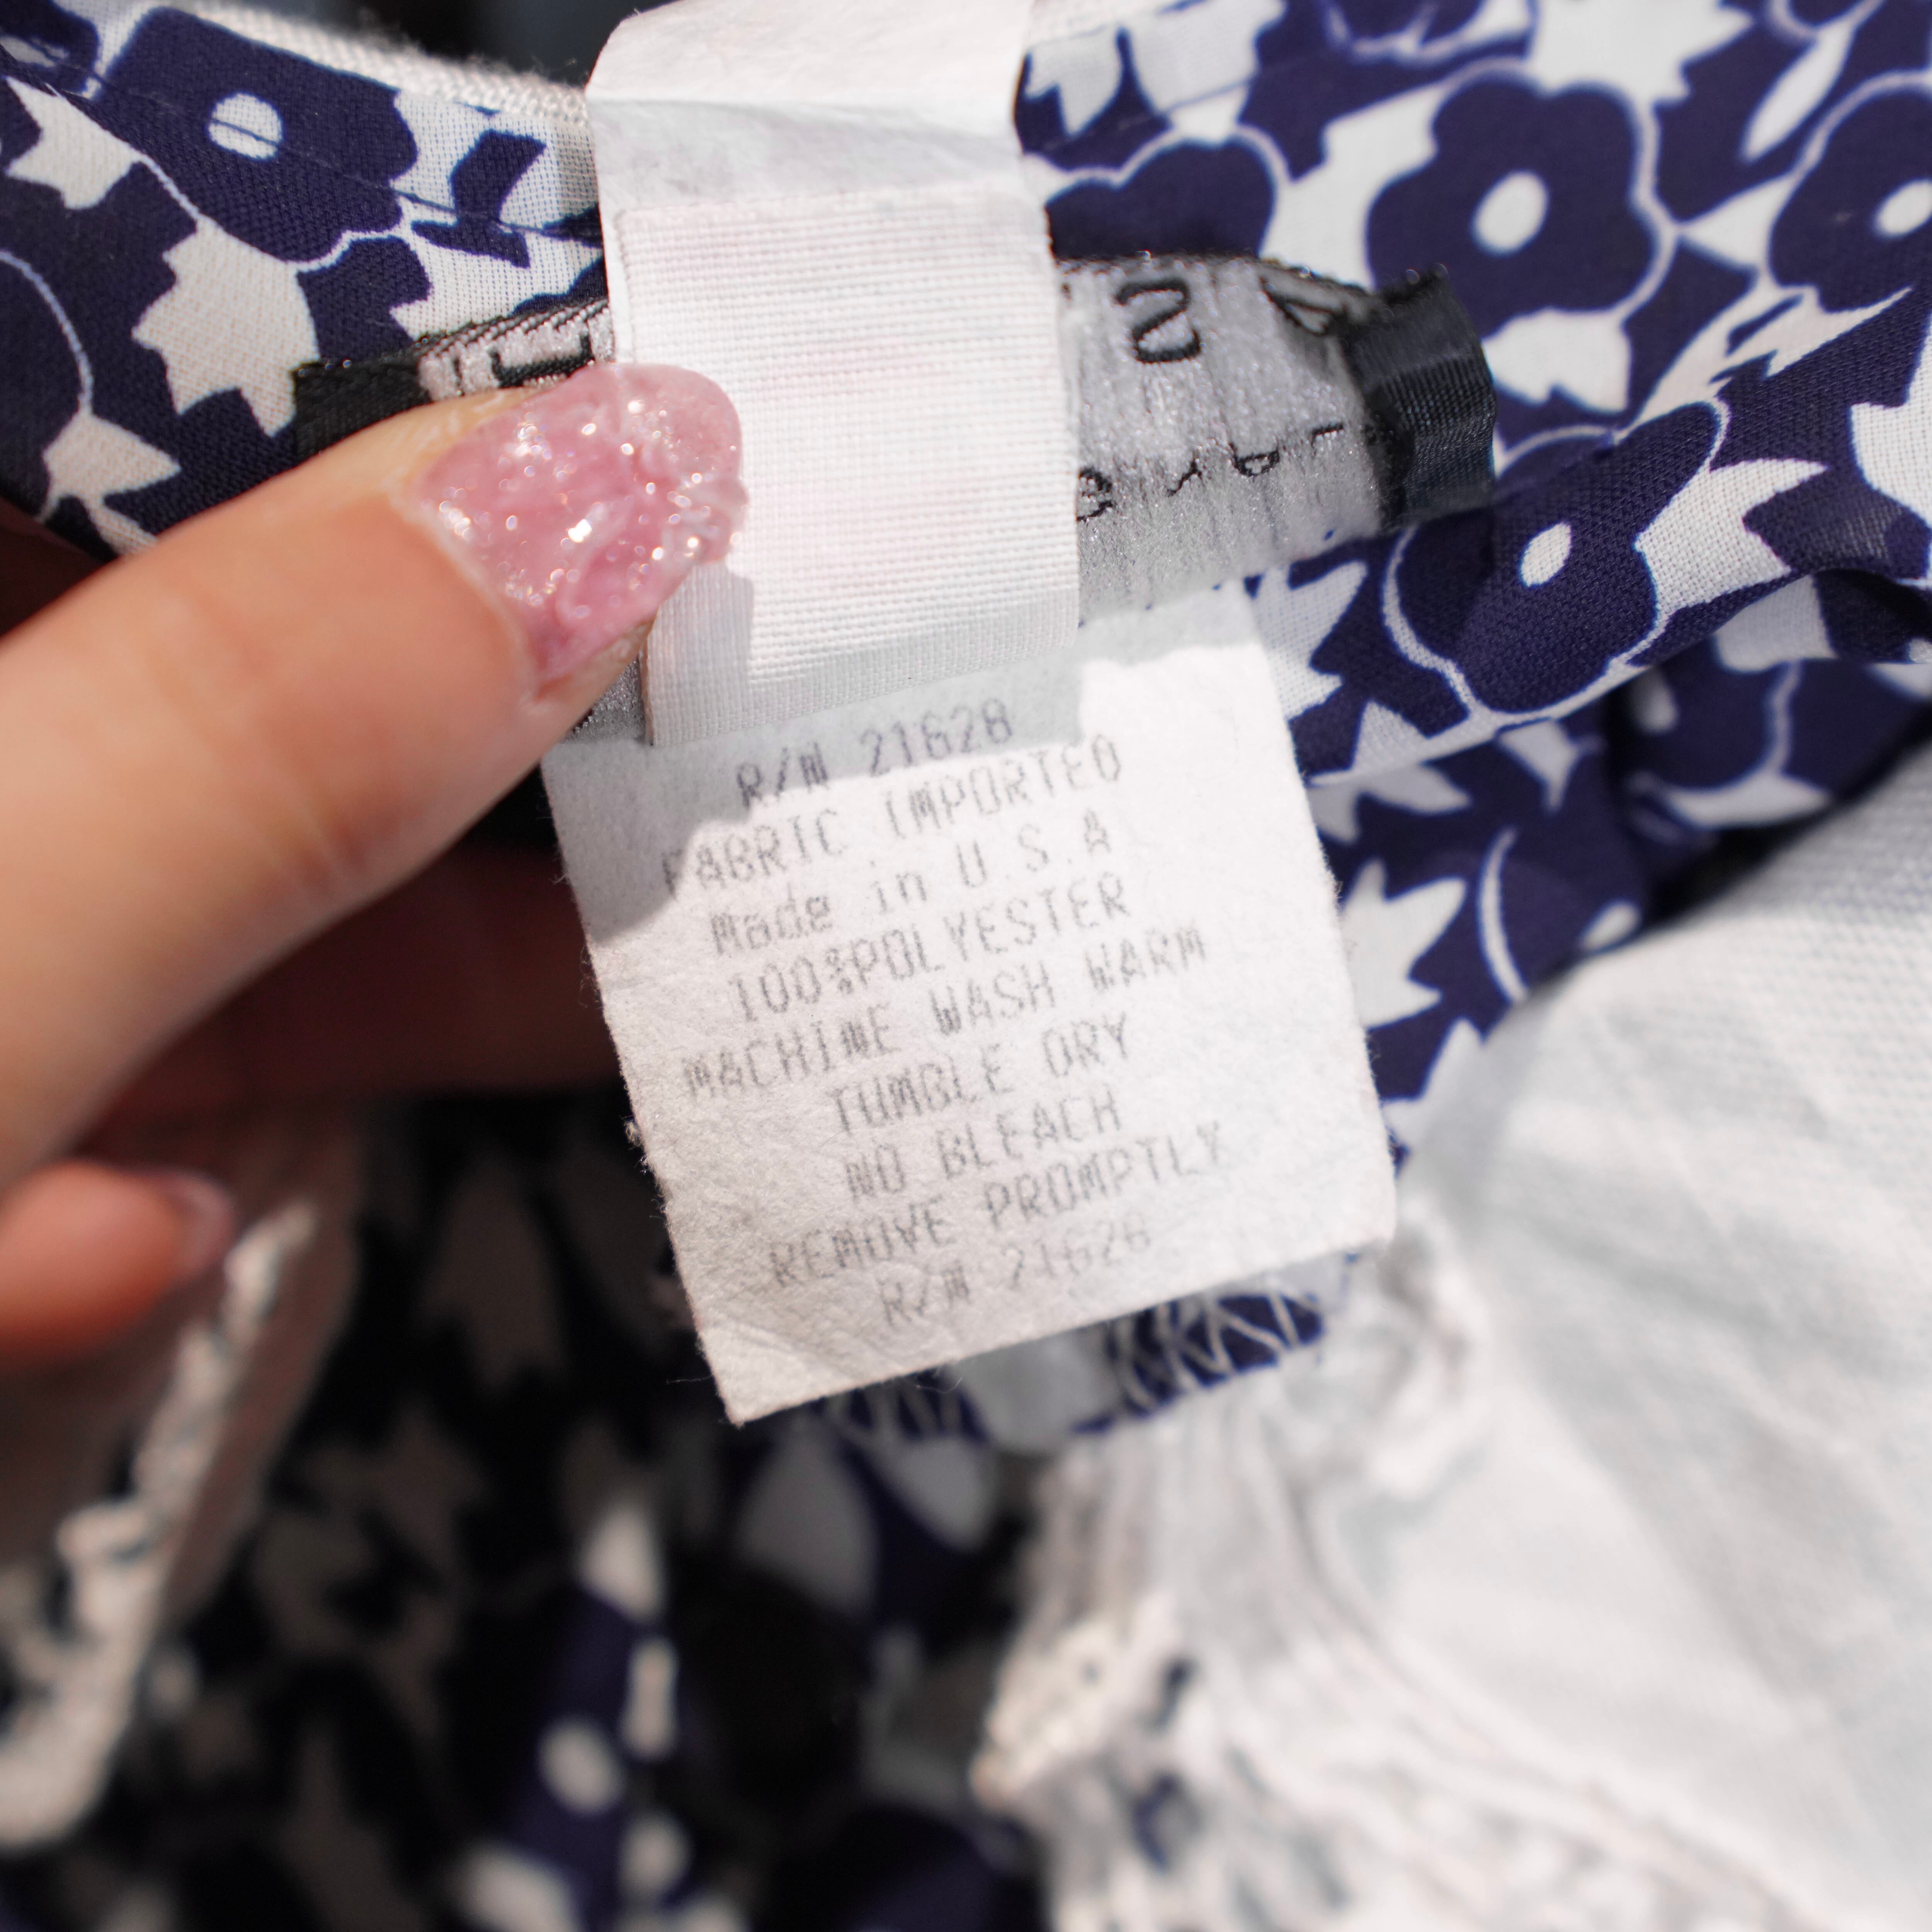 R/N 21628
FABRIC IMPORTED
Made in U.S.A
100%POLYESTER
MACHINE WASH WARM
TUMBLE DRY
NO BLEACH
REMOVE PROMPTLY
R/N 21628